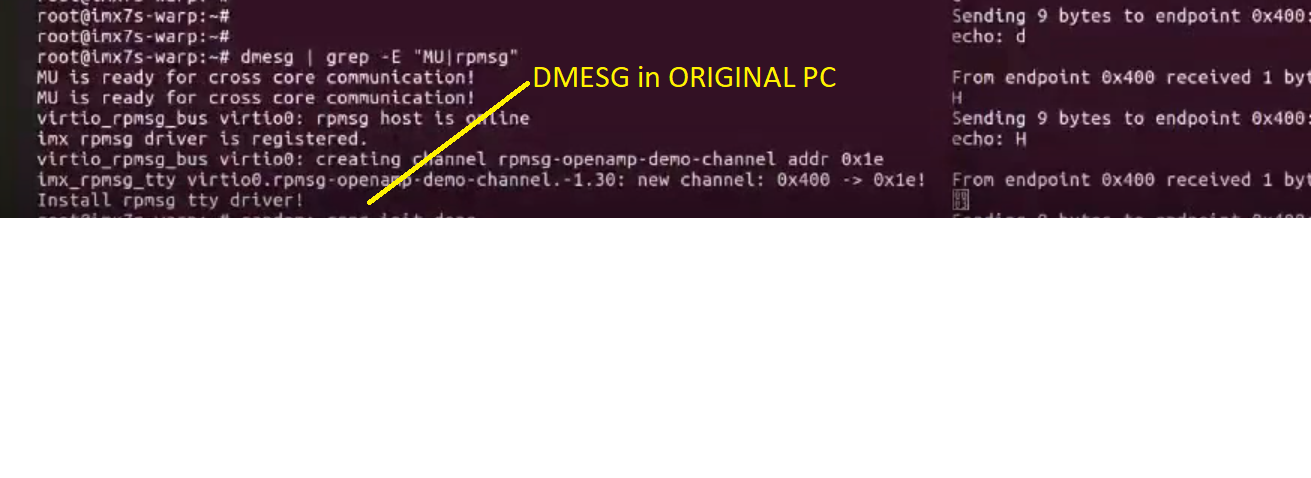 root@imx7s-warp:~#
root@imx7s-warp:~#
root@imx7s-warp:~# dmesg | grep -E "MU|rpmsg"
MU is ready for cross core communication!
MU is ready for cross core communication!
virtio_rpmsg_bus virtio0: rpmsg host is online
imx rpmsg driver is registered.
virtio_rpmsg_bus virtio0: creating channel rpmsg-openamp-demo-channel addr 0x1e
imx_rpmsg_tty virtio0.rpmsg-openamp-demo-channel.-1.30: new channel: 0x400 -> 0x1e!
Install rpmsg tty driver!
DMESG in ORIGINAL PC
Sending 9 bytes to endpoint 0x400:
echo: d
From endpoint 0x400 received 1 byt
H
Sending 9 bytes to endpoint 0x400:
echo: H
From endpoint 0x400 received 1 byt